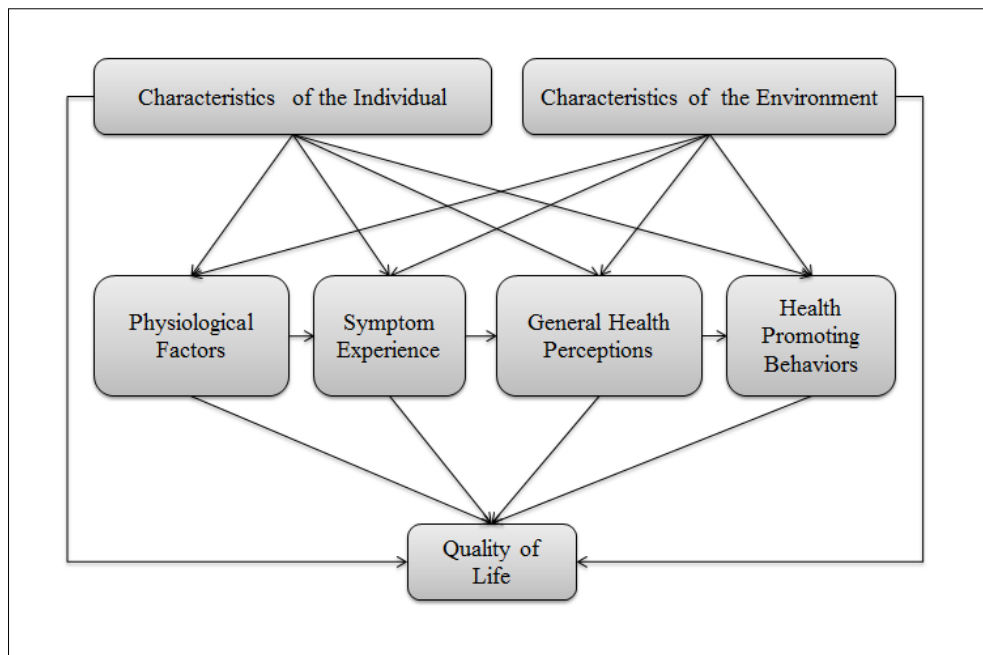 Characteristics of the Individual
Characteristics of the Environment
Physiological
Factors
Symptom
Experience
General Health
Perceptions
Health
Promoting
Behaviors
Quality of
Life